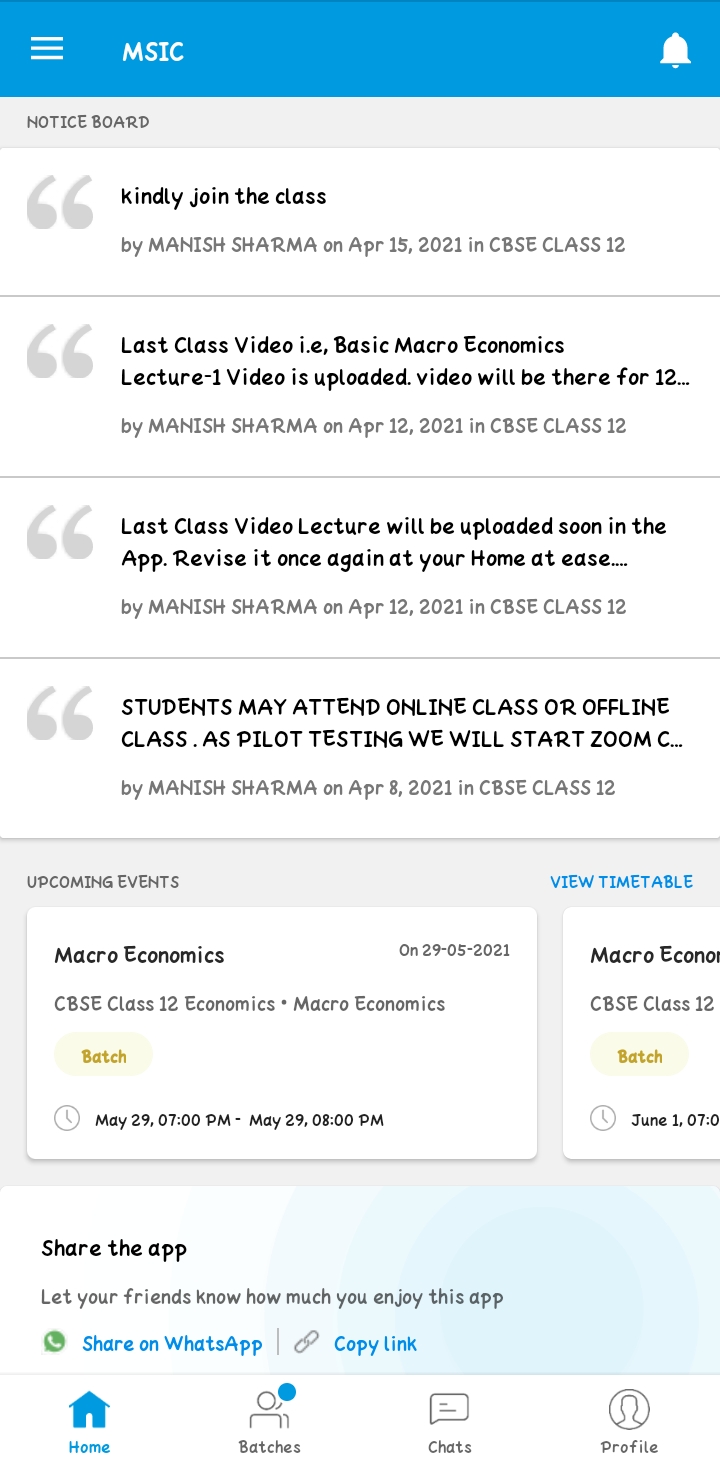 MSIC
NOTICE BOARD
kindly join the class
by MANISH SHARMA on Apr 15, 2021 in CBSE CLASS 12
Last Class Video i.e, Basic Macro Economics
Lecture-1 Video is uploaded. video will be there for 12...
by MANISH SHARMA on Apr 12, 2021 in CBSE CLASS 12
Last Class Video Lecture will be uploaded soon in the
App. Revise it once again at your Home at ease....
by MANISH SHARMA on Apr 12, 2021 in CBSE CLASS 12
STUDENTS MAY ATTEND ONLINE CLASS OR OFFLINE
CLASS . AS PILOT TESTING WE WILL START ZOOM C...
by MANISH SHARMA on Apr 8, 2021 in CBSE CLASS 12
UPCOMING EVENTS
VIEW TIMETABLE
Macro Economics
On 29-05-2021
CBSE Class 12 Economics • Macro Economics
Batch
May 29, 07:00 PM - May 29, 08:00 PM
Macro Econo
CBSE Class 12
Batch
June 1, 07:0
Share the app
Let your friends know how much you enjoy this app
Share on WhatsApp
Copy link
Home
Batches
Chats
Profile